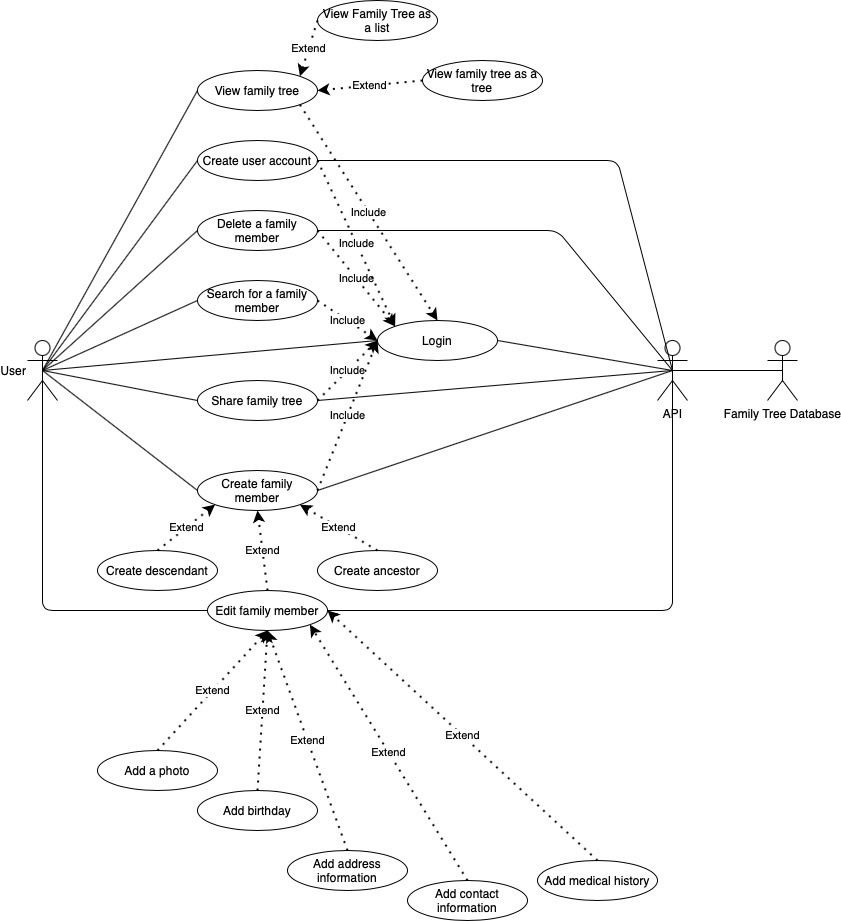 View Family Tree as
a list
Extend
View family tree as a
tree
Extend
View family tree
Create user account
Include
Delete a family
member
Include
Include
Search for a family
member
Include
Login
User
Include
Share family tree
API
Family Tree Database
Include
Create family
member
Extend
Extend
Extend
Create descendant
Create ancestor
Edit family member
Extend
Extend
Extend
Extend
Extend
Add a photo
Add birthday
Add address
information
Add medical history
Add contact
information